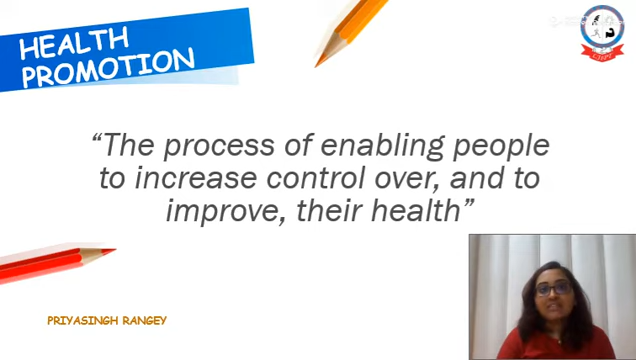 HEALTH
PROMOTION
“The process of enabling people
to increase control over, and to
improve, their health”
PRIYASINGH RANGEY